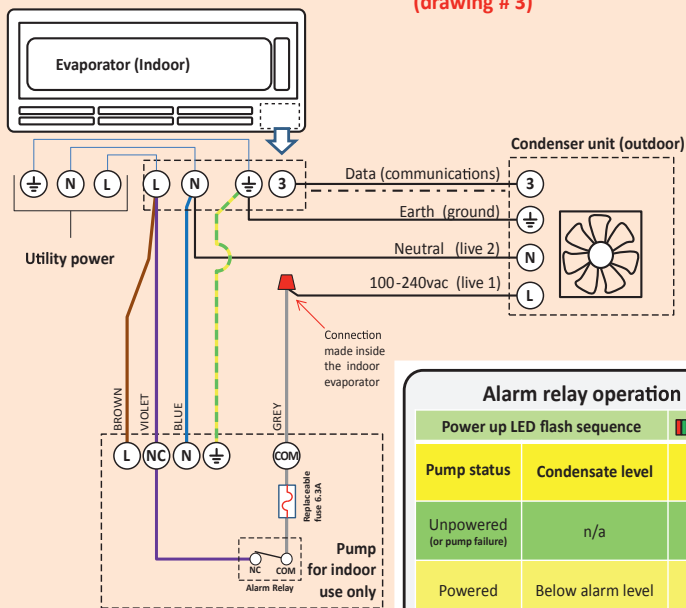 (drawing # 3)
Evaporator (Indoor)
Condenser unit (outdoor)
N
L
L
N
3
Data (communications)
3
Earth (ground)
Neutral (live 2)
N
100-240vac (live 1)
L
Utility power
Connection
made inside
the indoor
evaporator
BROWN
VIOLET
BLUE
GREY
L
NC
N
COM
Replaceable
fuse 6.3A
NC
COM
Alarm Relay
Pump
for indoor
use only
Alarm relay operation
Power up LED flash sequence
Pump status
Condensate level
Unpowered
(or pump failure)
n/a
Powered
Below alarm level